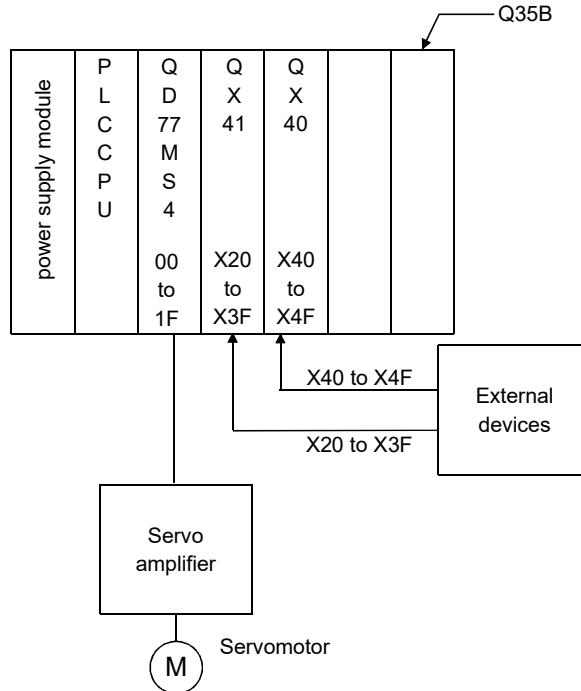 Q35B
power supply module
P
L
C
C
P
U
Q
D
77
M
S
4
00
to
1F
Q
X
41
X20
to
X3F
Q
X
40
X40
to
X4F
X40 to X4F
X20 to X3F
External
devices
Servo
amplifier
Servomotor
M